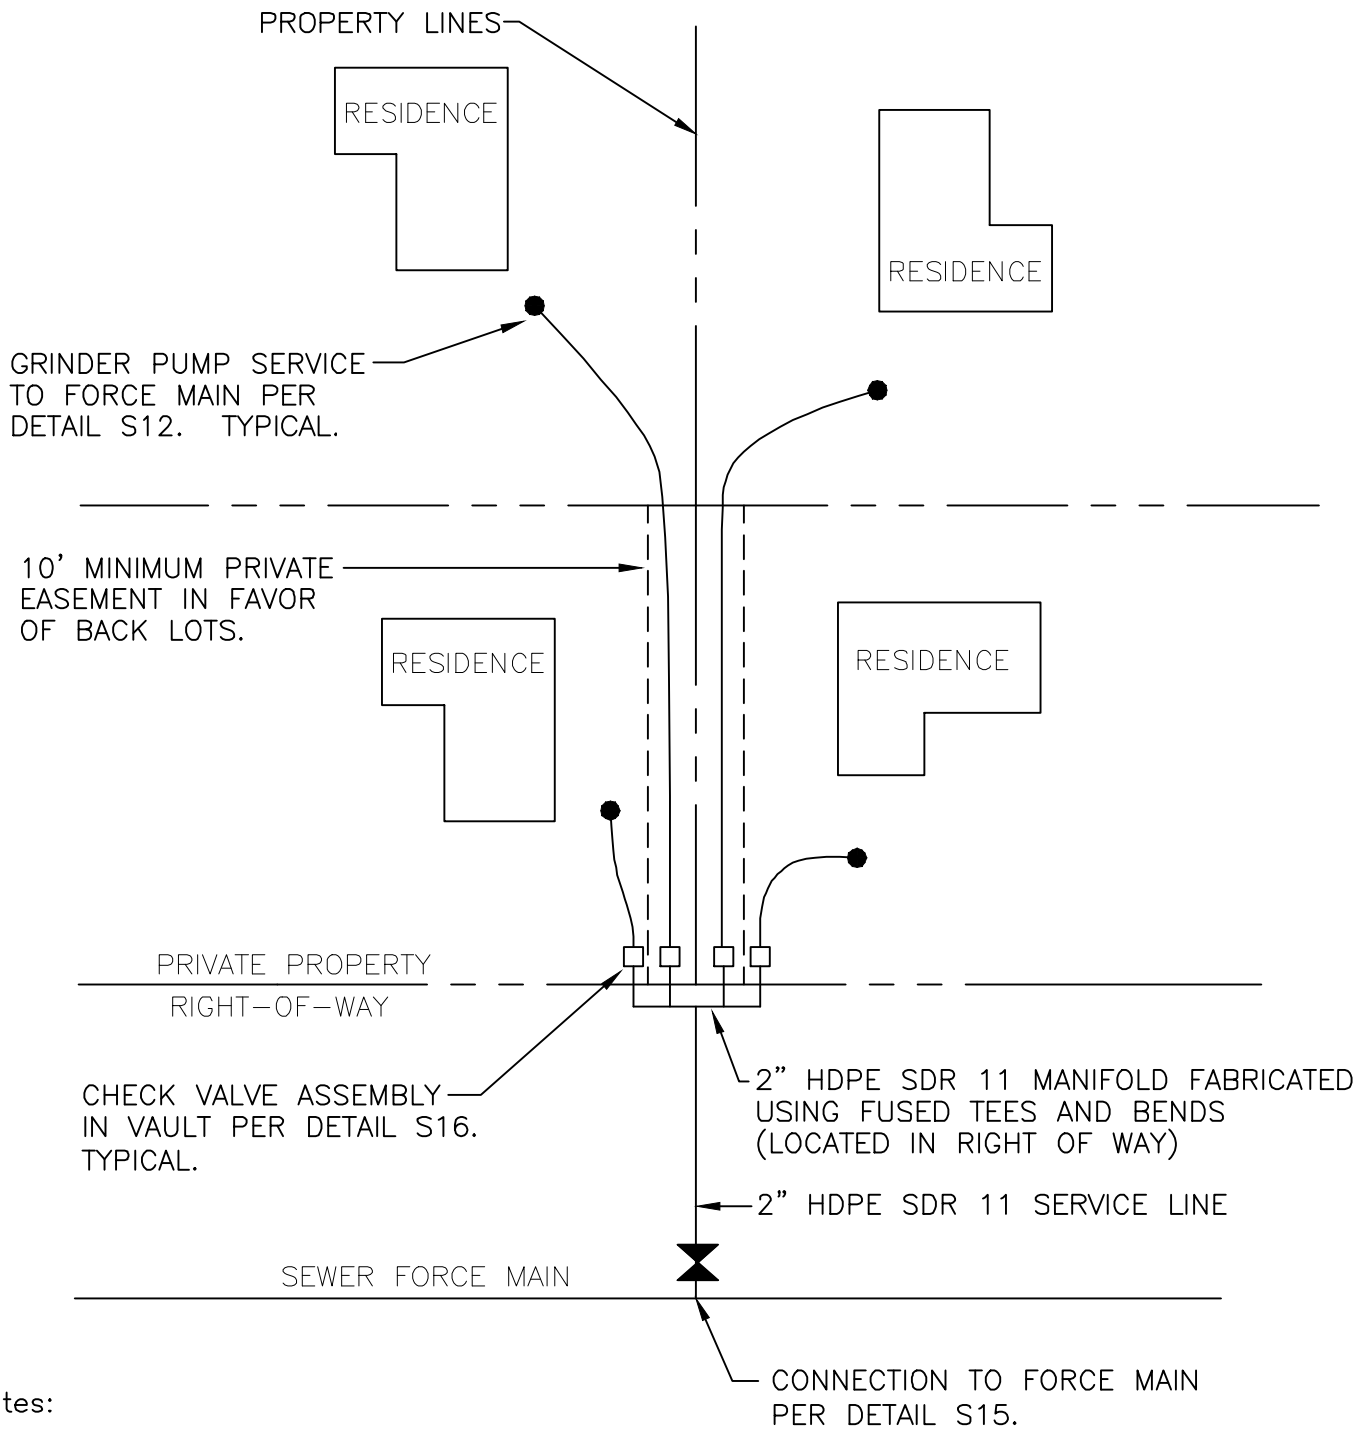 PROPERTY LINES
RESIDENCE
RESIDENCE
GRINDER PUMP SERVICE
TO FORCE MAIN PER
DETAIL S12. TYPICAL.
10' MINIMUM PRIVATE
EASEMENT IN FAVOR
OF BACK LOTS.
RESIDENCE
RESIDENCE
PRIVATE PROPERTY
RIGHT-OF-WAY
CHECK VALVE ASSEMBLY
IN VAULT PER DETAIL S16.
TYPICAL.
2" HDPE SDR 11 MANIFOLD FABRICATED
USING FUSED TEES AND BENDS
(LOCATED IN RIGHT OF WAY)
2" HDPE SDR 11 SERVICE LINE
SEWER FORCE MAIN
CONNECTION TO FORCE MAIN
PER DETAIL S15.
tes: